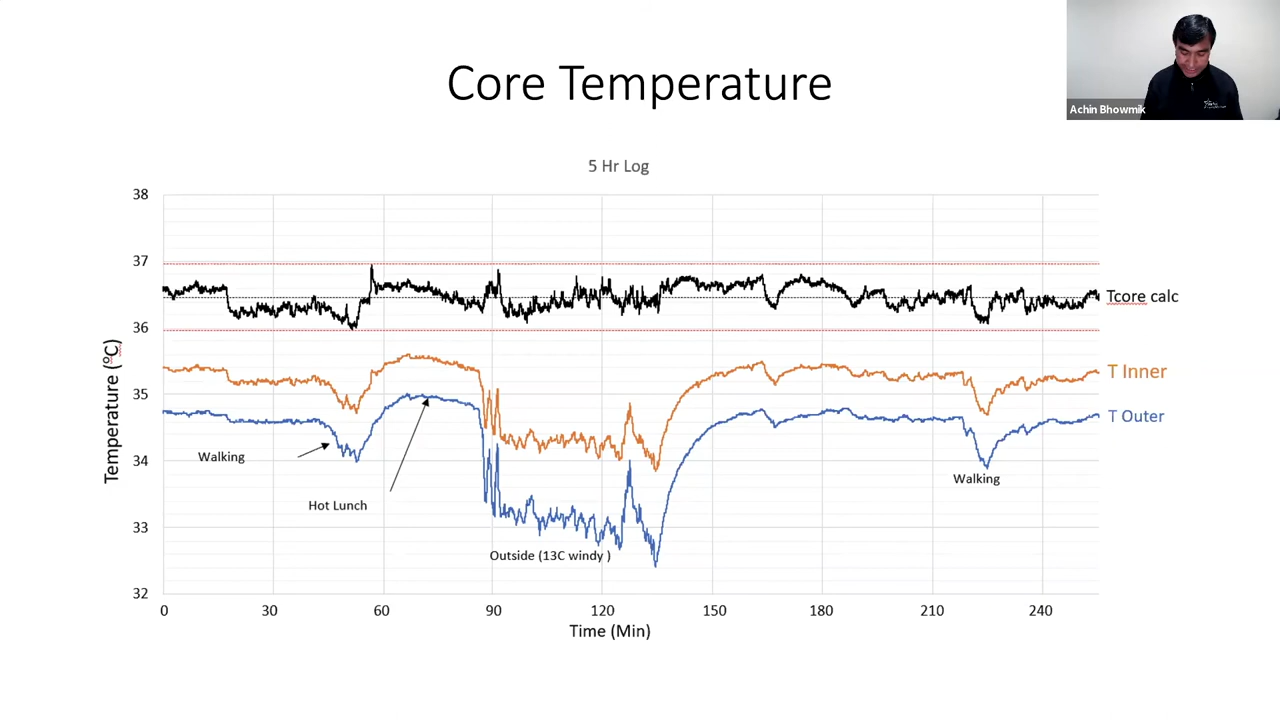 Core Temperature
Achin Bhowmik
5 Hr Log
38
37
36
35
34
33
32
Temperature (ºC)
Tcore calc
T Inner
T Outer
Walking
Hot Lunch
Outside (13C windy )
Walking
0 30 60 90 120 150 180 210 240
Time (Min)